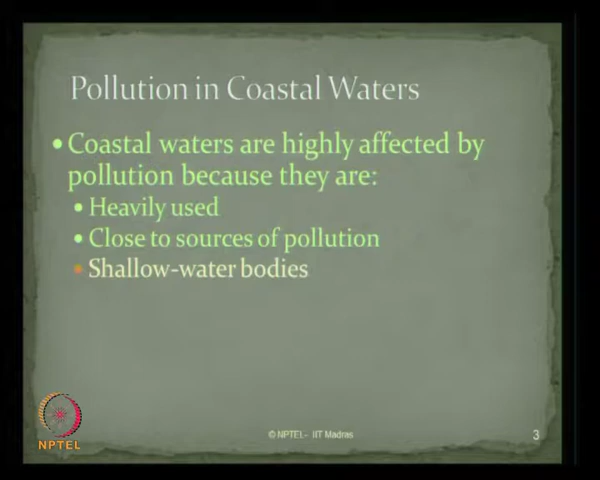 Pollution in Coastal Waters
• Coastal waters are highly affected by
pollution because they are:
• Heavily used
• Close to sources of pollution
• Shallow-water bodies
NPTEL
© NPTEL - IIT Madras
3